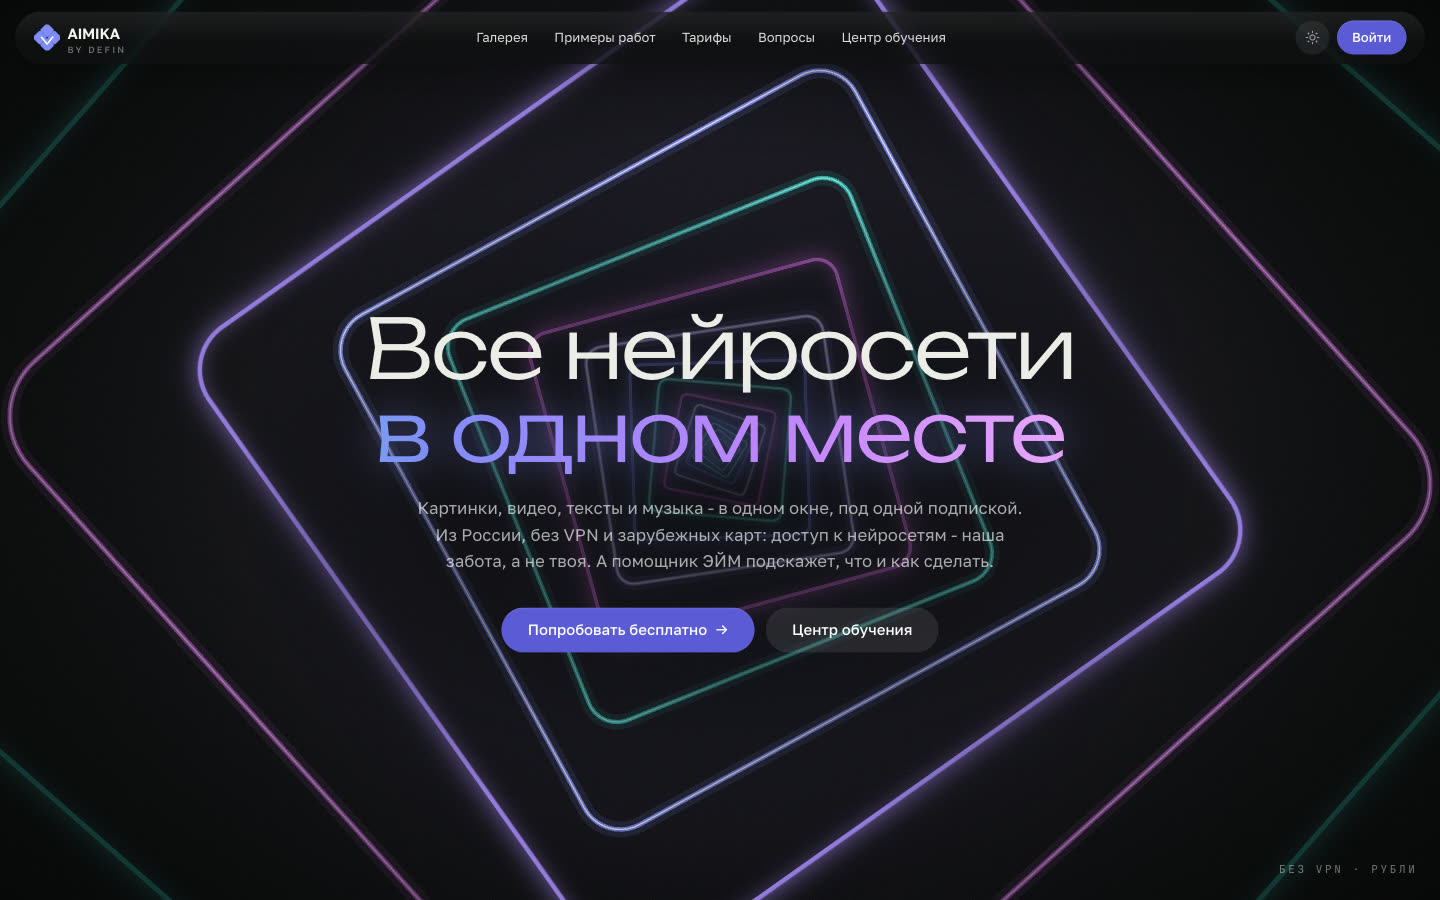 AIMIKA
BY DEFIN
Галерея
Примеры работ
Тарифы
Вопросы
Центр обучения
Войти
Все нейросети
в одном месте
Картинки, видео, тексты и музыка - в одном окне, под одной подпиской.
Из России, без VPN и зарубежных карт: доступ к нейросетям - наша
забота, а не твоя. А помощник ЭЙМ подскажет, что и как сделать.
Попробовать бесплатно →
Центр обучения
БЕЗ VPN · РУБЛИ